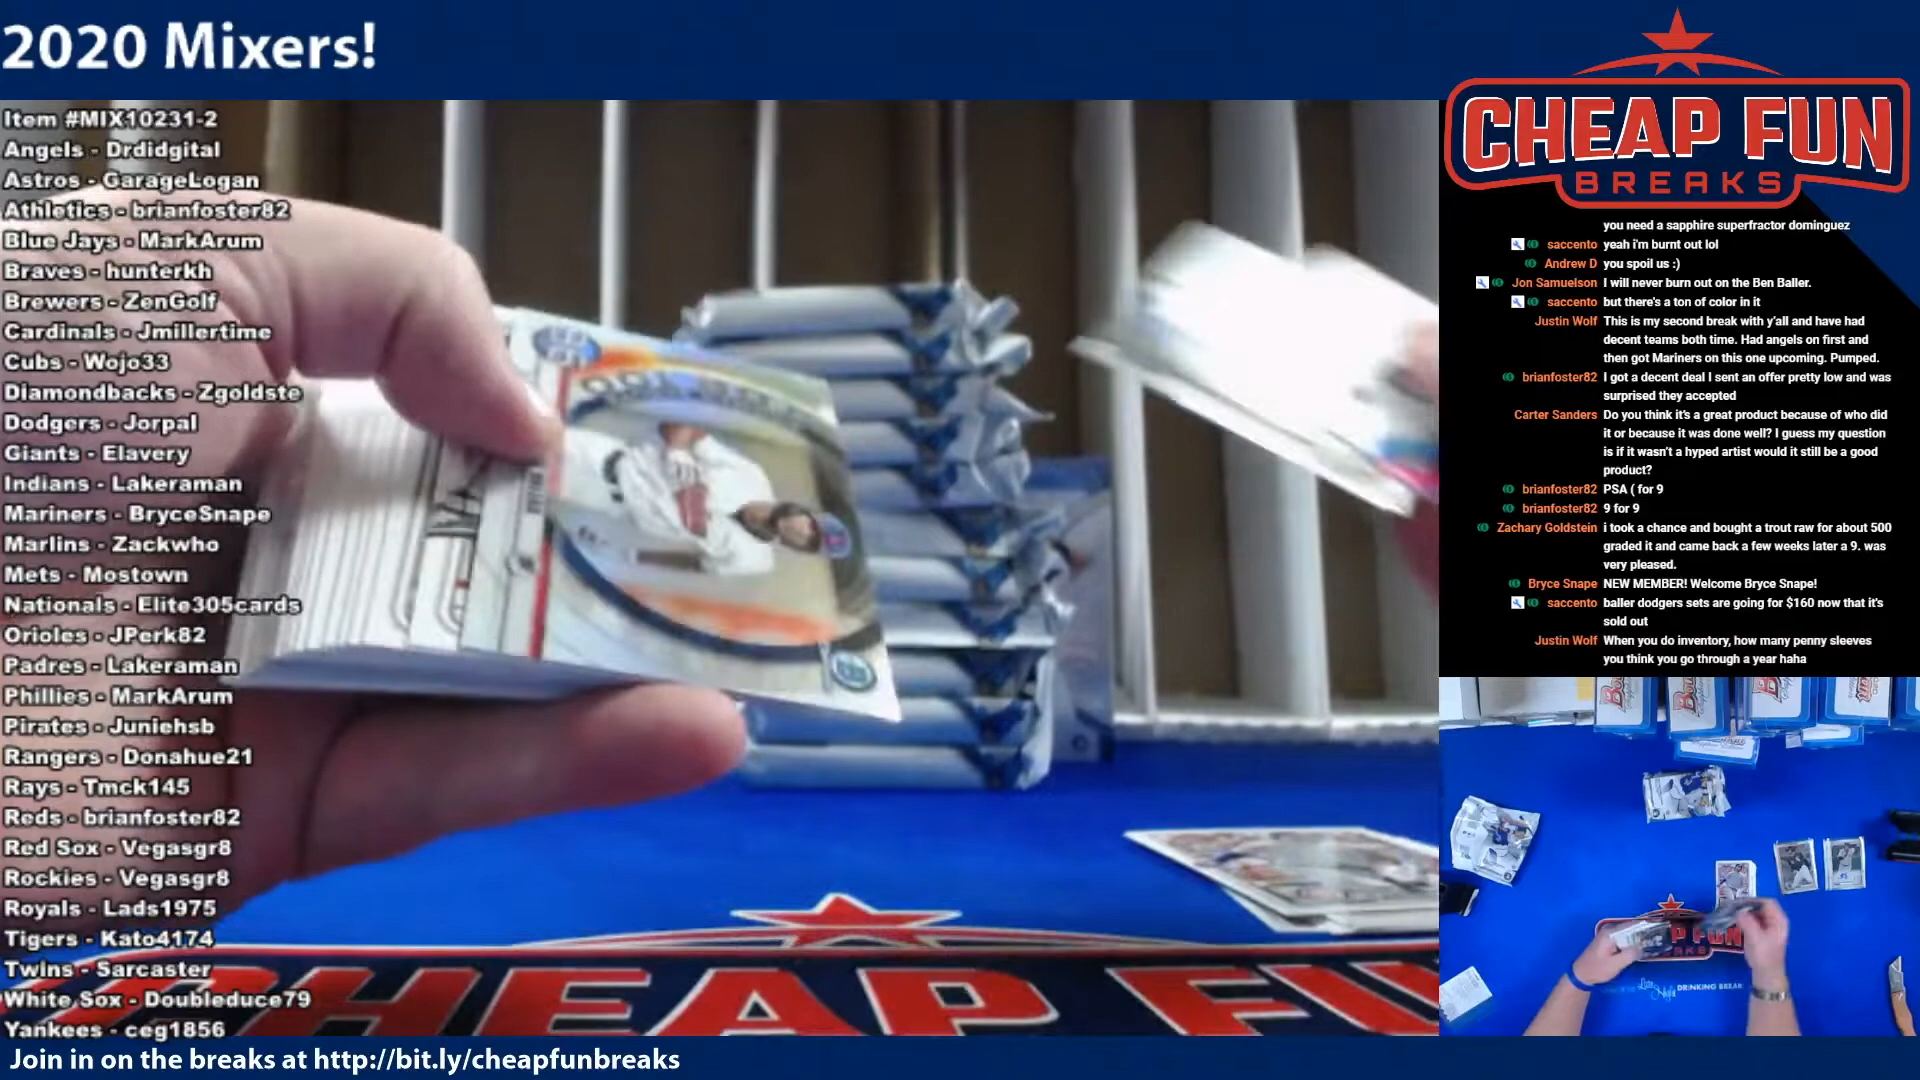 2020 Mixers!
Item #MIX10231-2
Angels - Drdidgital
Astros - GarageLogan
Athletics - brianfoster82
Blue Jays - MarkArum
Braves - hunterkh
Brewers - ZenGolf
Cardinals - Jmillertime
Cubs - Wojo33
Diamondbacks - Zgoldste
Dodgers - Jorpal
Giants - Elavery
Indians - Lakeraman
Mariners - BryceSnape
Marlins - Zackwho
Mets - Mostown
Nationals - Elite305cards
Orioles - JPerk82
Padres - Lakeraman
Phillies - MarkArum
Pirates - Juniehsb
Rangers - Donahue21
Rays - Tmck145
Reds - brianfoster82
Red Sox - Vegasgr8
Rockies - Vegasgr8
Royals - Lads1975
Tigers - Kato4174
Twins - Sarcaster
White Sox - Doubleduce79
Yankees - ceg1856
Join in on the breaks at http://bit.ly/cheapfunbreaks
CHEAP FU
CHEAP FUN
BREAKS
you need a sapphire superfractor dominguez
saccento yeah i'm burnt out lol
Andrew D you spoil us :)
Jon Samuelson I will never burn out on the Ben Baller.
saccento but there's a ton of color in it
Justin Wolf This is my second break with y'all and have had
decent teams both time. Had angels on first and
then got Mariners on this one upcoming. Pumped.
brianfoster82 I got a decent deal I sent an offer pretty low and was
surprised they accepted
Carter Sanders Do you think it's a great product because of who did
it or because it was done well? I guess my question
is if it wasn't a hyped artist would it still be a good
product?
brianfoster82 PSA ( for 9
brianfoster82 9 for 9
Zachary Goldstein i took a chance and bought a trout raw for about 500
graded it and came back a few weeks later a 9. was
very pleased.
Bryce Snape NEW MEMBER! Welcome Bryce Snape!
saccento baller dodgers sets are going for $160 now that it's
sold out
Justin Wolf When you do inventory, how many penny sleeves
you think you go through a year haha
P FUN
DRINKING BREAK